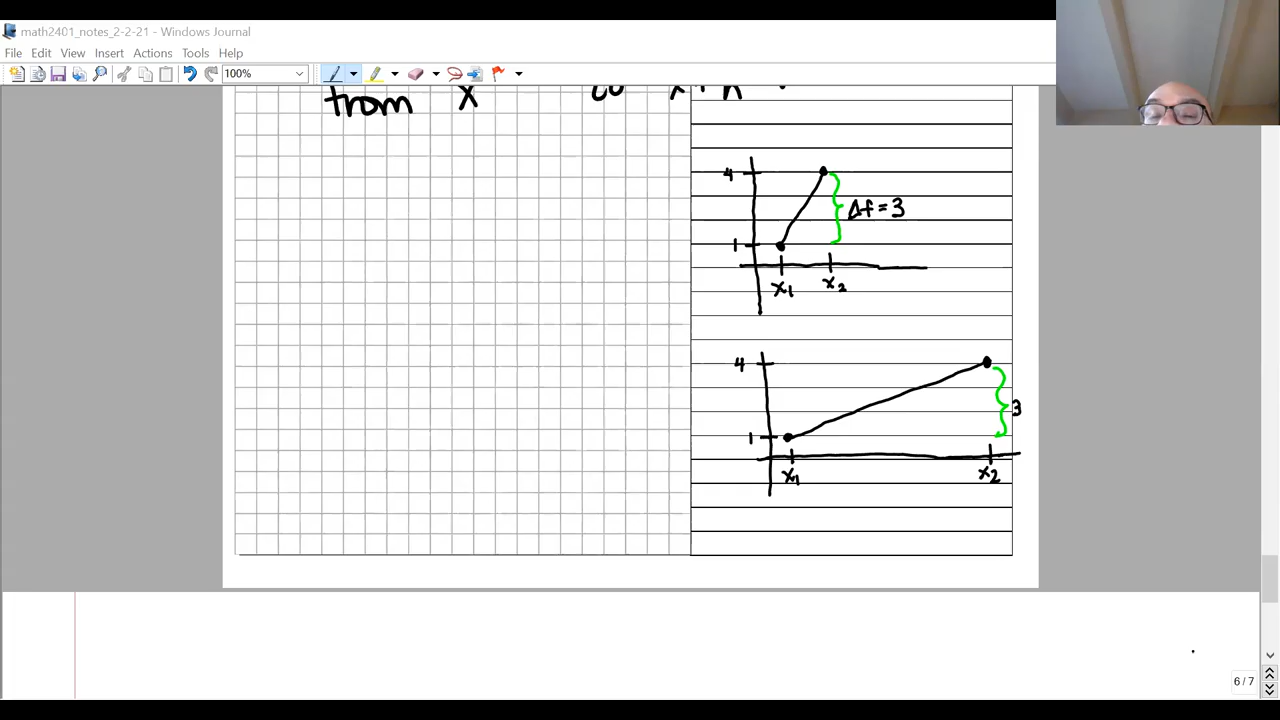 math2401_notes_2-2-21 - Windows Journal
File Edit View Insert Actions Tools Help
100%
from x to x+h
4
Δf = 3
1
x1 x2
4
3
1
x1 x2
6 / 7